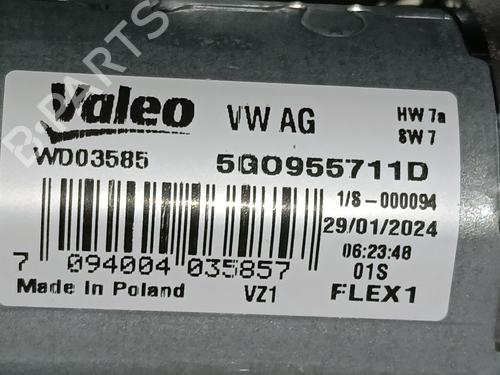 Valeo
VW AG
HW 7a
SW 7
WD03585
5G0955711D
1/S-000094
29/01/2024
06:23:48
7 094004 035857
01S
Made In Poland
VZ1
FLEX1
B-PARTS